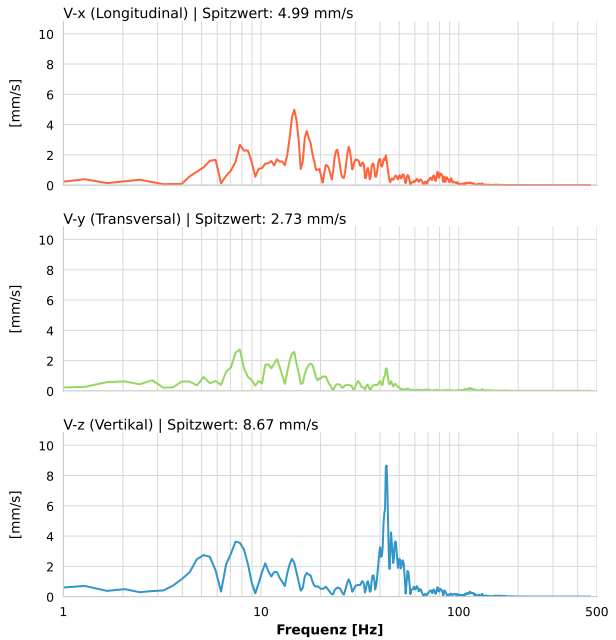 V-x (Longitudinal) | Spitzwert: 4.99 mm/s
10
8
6
4
2
0
[mm/s]
V-y (Transversal) | Spitzwert: 2.73 mm/s
10
8
6
4
2
0
[mm/s]
V-z (Vertikal) | Spitzwert: 8.67 mm/s
10
8
6
4
2
0
[mm/s]
1 10 100 500
Frequenz [Hz]